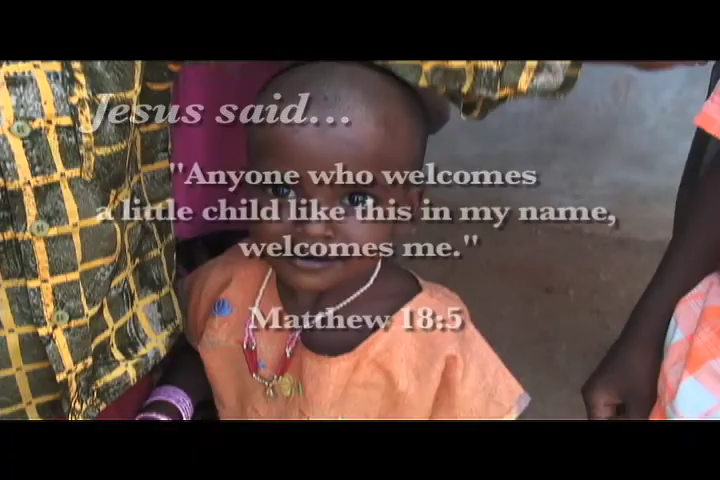 Jesus said...
"Anyone who welcomes
a little child like this in my name,
welcomes me."
Matthew 18:5